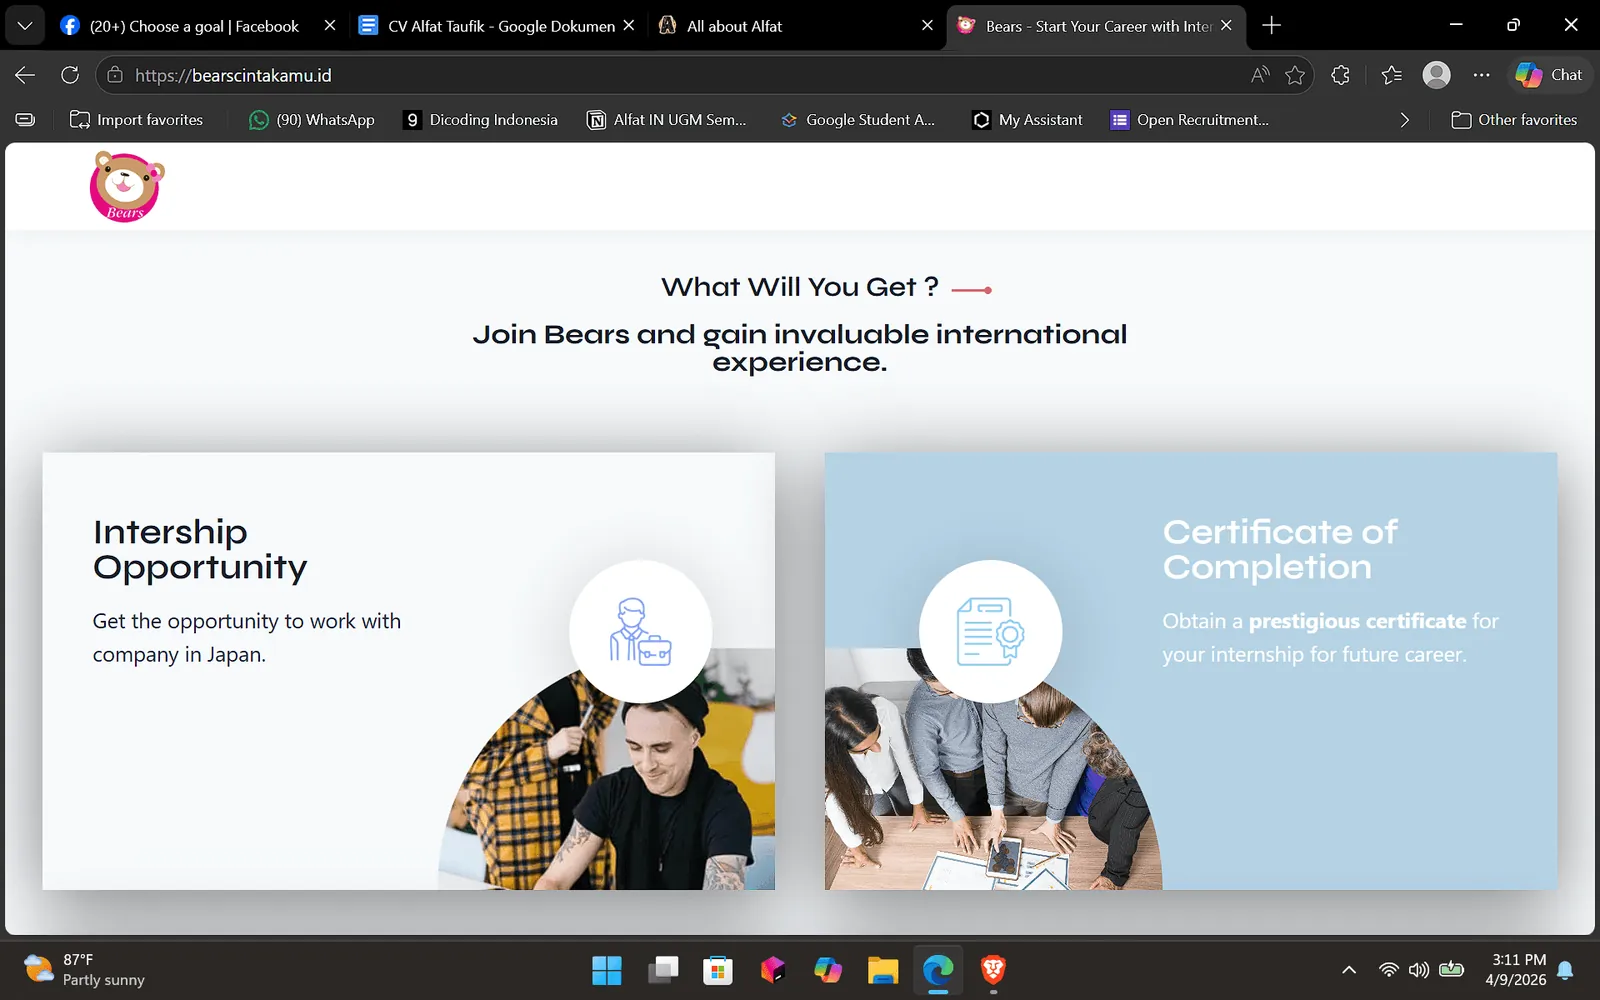 (20+) Choose a goal | Facebook
CV Alfat Taufik - Google Dokumen
All about Alfat
Bears - Start Your Career with Inter
https://bearscintakamu.id
Chat
Import favorites
(90) WhatsApp
9
Dicoding Indonesia
Alfat IN UGM Sem...
Google Student A...
My Assistant
Open Recruitment...
Other favorites
Bears
What Will You Get ?
Join Bears and gain invaluable international
experience.
Intership
Opportunity
Get the opportunity to work with
company in Japan.
Certificate of
Completion
Obtain a prestigious certificate for
your internship for future career.
87°F
Partly sunny
3:11 PM
4/9/2026